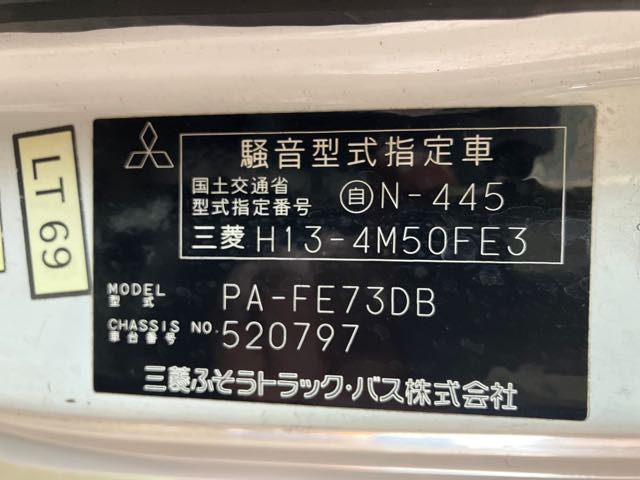 騒音型式指定車
国土交通省
型式指定番号 自N-445
三菱 H13-4M50FE3
MODEL
型式 PA-FE73DB
CHASSIS NO.
車台番号 520797
三菱ふそうトラック・バス株式会社
LT 69